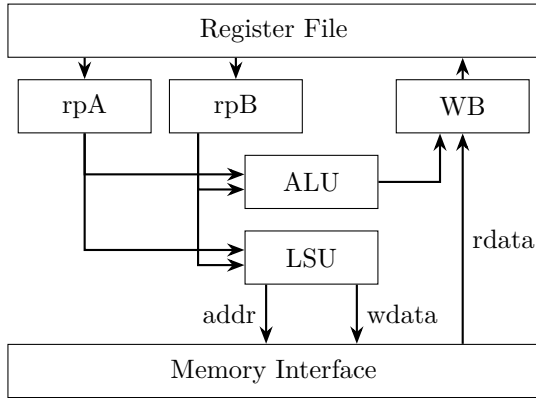 Register File
rpA rpB WB
ALU
LSU
rdata
addr wdata
Memory Interface